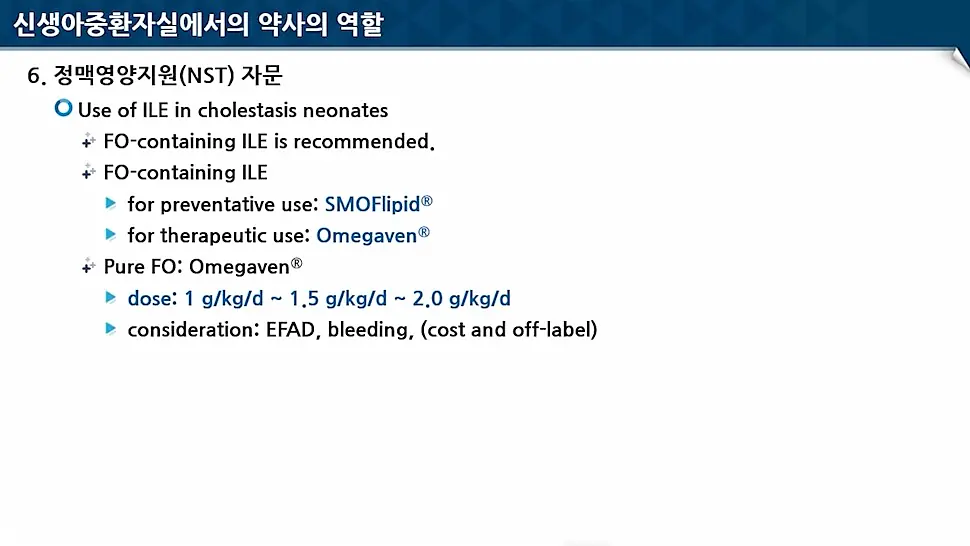 신생아중환자실에서의 약사의 역할
6. 정맥영양지원(NST) 자문
Use of ILE in cholestasis neonates
FO-containing ILE is recommended.
FO-containing ILE
for preventative use: SMOFlipid®
for therapeutic use: Omegaven®
Pure FO: Omegaven®
dose: 1 g/kg/d ~ 1.5 g/kg/d ~ 2.0 g/kg/d
consideration: EFAD, bleeding, (cost and off-label)